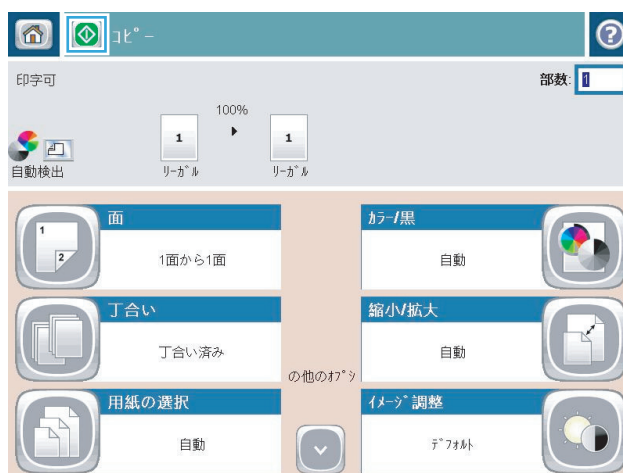 コピー
?
印字可
部数: 1
100%
1
1
自動検出
リーガル
リーガル
面
カラー/黒
1
2
1面から1面
自動
丁合い
縮小/拡大
丁合い済み
自動
の他のオプシ
用紙の選択
イメージ調整
自動
デフォルト